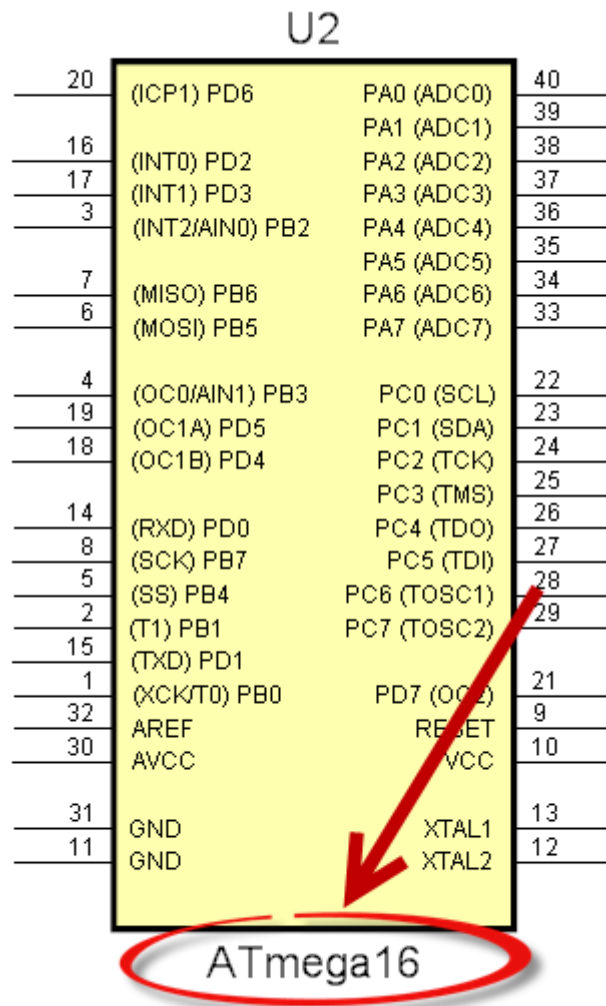 U2
20 (ICP1) PD6 PA0 (ADC0) 40
PA1 (ADC1) 39
16 (INT0) PD2 PA2 (ADC2) 38
17 (INT1) PD3 PA3 (ADC3) 37
3 (INT2/AIN0) PB2 PA4 (ADC4) 36
PA5 (ADC5) 35
7 (MISO) PB6 PA6 (ADC6) 34
6 (MOSI) PB5 PA7 (ADC7) 33
4 (OC0/AIN1) PB3 PC0 (SCL) 22
19 (OC1A) PD5 PC1 (SDA) 23
18 (OC1B) PD4 PC2 (TCK) 24
PC3 (TMS) 25
14 (RXD) PD0 PC4 (TDO) 26
8 (SCK) PB7 PC5 (TDI) 27
5 (SS) PB4 PC6 (TOSC1) 28
2 (T1) PB1 PC7 (TOSC2) 29
15 (TXD) PD1
1 (XCK/T0) PB0 PD7 (OC2) 21
32 AREF RESET 9
30 AVCC VCC 10
31 GND XTAL1 13
11 GND XTAL2 12
ATmega16